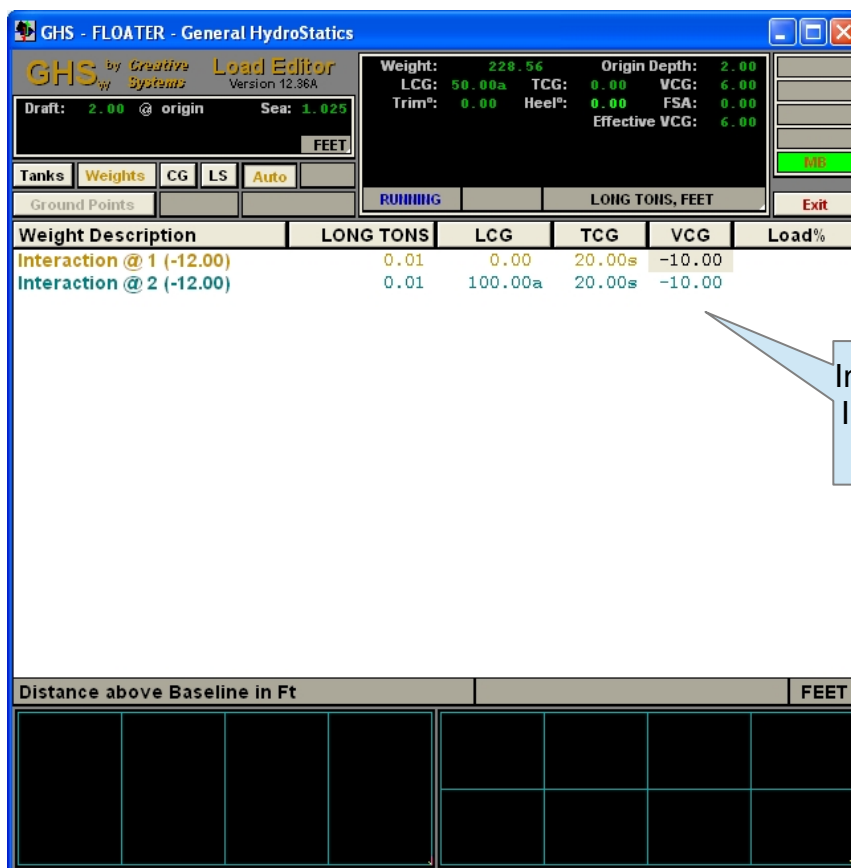 GHS - FLOATER - General HydroStatics
GHS by Creative Systems Load Editor
Version 12.36A
Draft: 2.00 @ origin Sea: 1.025
FEET
Weight: 228.56 Origin Depth: 2.00
LCG: 50.00a TCG: 0.00 VCG: 6.00
Trim°: 0.00 Heel°: 0.00 FSA: 0.00
Effective VCG: 6.00
MB
Tanks Weights CG LS Auto
Ground Points
RUNNING LONG TONS, FEET
Exit
Weight Description LONG TONS LCG TCG VCG Load%
Interaction @ 1 (-12.00) 0.01 0.00 20.00s -10.00
Interaction @ 2 (-12.00) 0.01 100.00a 20.00s -10.00
Distance above Baseline in Ft FEET